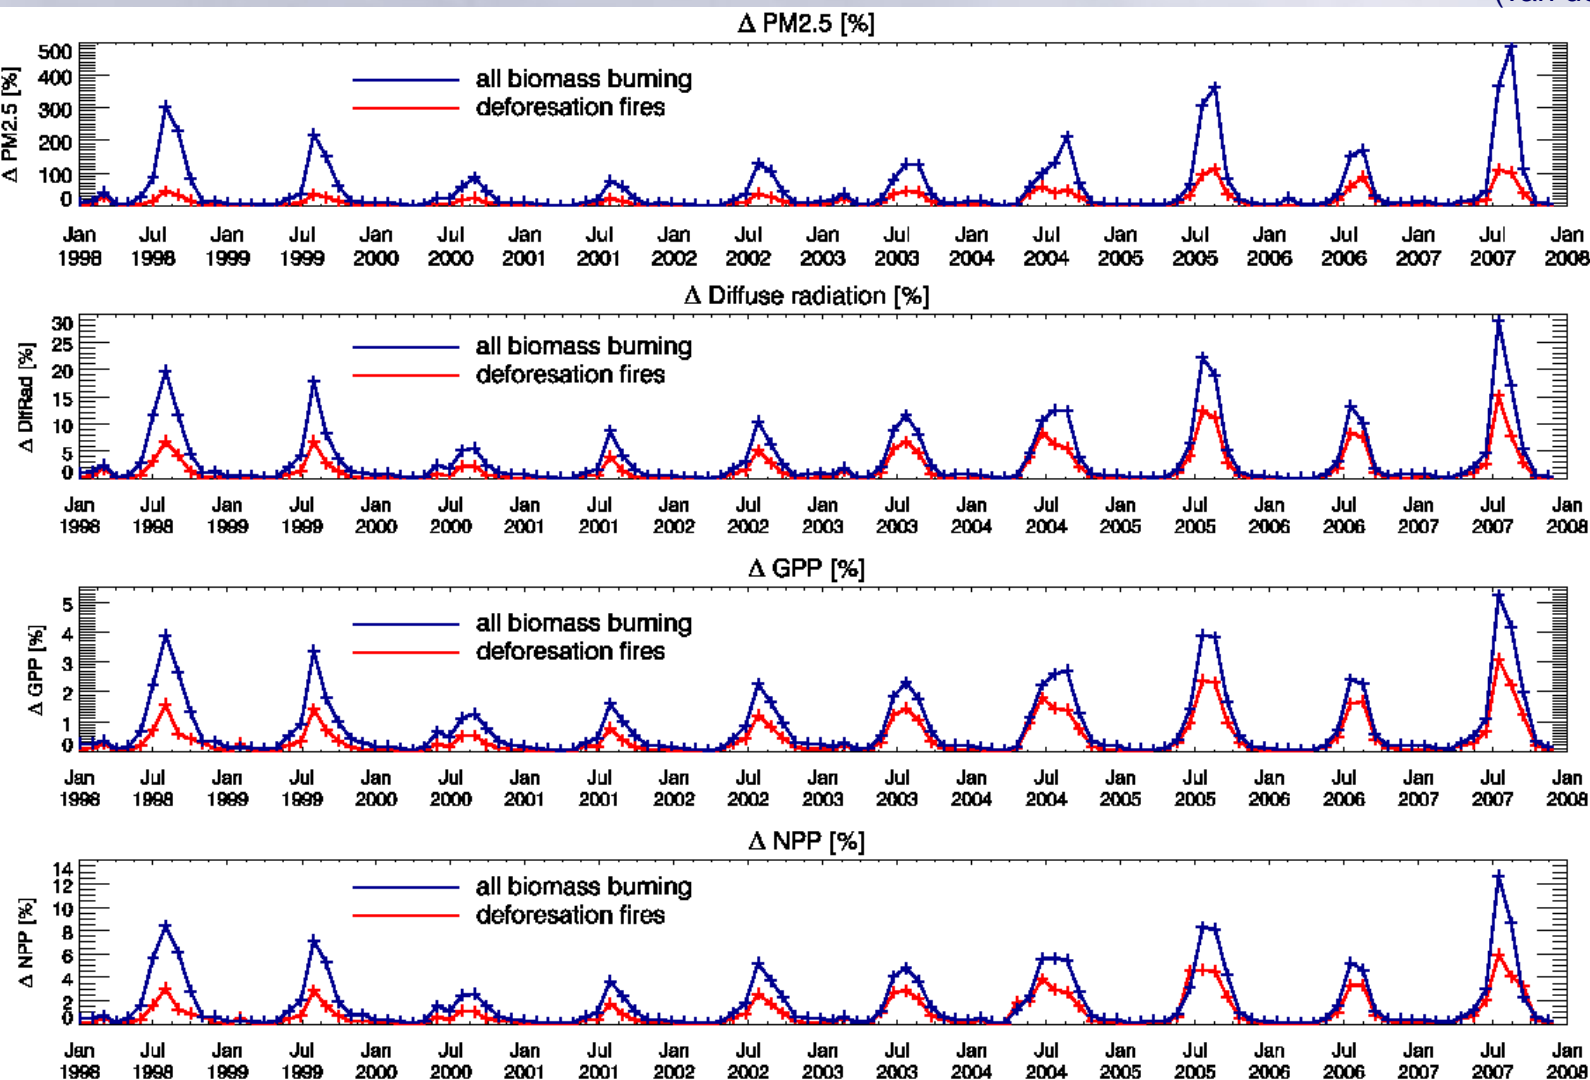 Δ PM2.5 [%]
Δ PM2.5 [%]
500
400
300
200
100
0
all biomass burning
deforesation fires
Jan Jul Jan Jul Jan Jul Jan Jul Jan Jul Jan Jul Jan Jul Jan Jul Jan Jul Jan Jul Jan
1998 1998 1999 1999 2000 2000 2001 2001 2002 2002 2003 2003 2004 2004 2005 2005 2006 2006 2007 2007 2008
Δ Diffuse radiation [%]
Δ DifRad [%]
30
25
20
15
10
5
0
all biomass burning
deforesation fires
Jan Jul Jan Jul Jan Jul Jan Jul Jan Jul Jan Jul Jan Jul Jan Jul Jan Jul Jan Jul Jan
1998 1998 1999 1999 2000 2000 2001 2001 2002 2002 2003 2003 2004 2004 2005 2005 2006 2006 2007 2007 2008
Δ GPP [%]
Δ GPP [%]
5
4
3
2
1
0
all biomass burning
deforesation fires
Jan Jul Jan Jul Jan Jul Jan Jul Jan Jul Jan Jul Jan Jul Jan Jul Jan Jul Jan Jul Jan
1998 1998 1999 1999 2000 2000 2001 2001 2002 2002 2003 2003 2004 2004 2005 2005 2006 2006 2007 2007 2008
Δ NPP [%]
Δ NPP [%]
14
12
10
8
6
4
2
0
all biomass burning
deforesation fires
Jan Jul Jan Jul Jan Jul Jan Jul Jan Jul Jan Jul Jan Jul Jan Jul Jan Jul Jan Jul Jan
1998 1998 1999 1999 2000 2000 2001 2001 2002 2002 2003 2003 2004 2004 2005 2005 2006 2006 2007 2007 2008